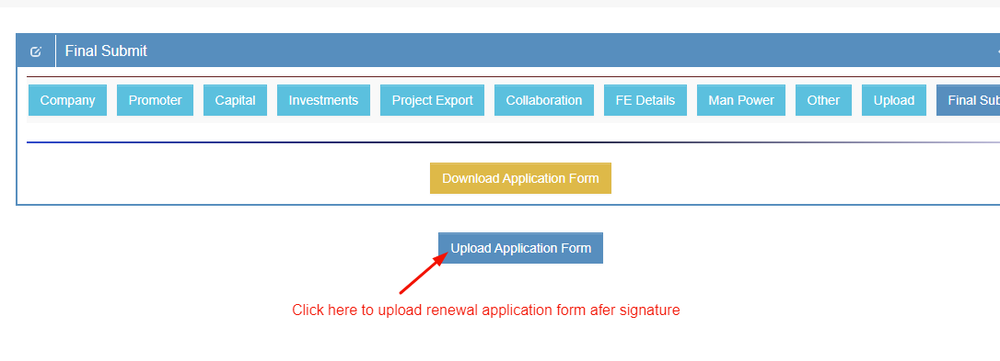 Final Submit
Company Promoter Capital Investments Project Export Collaboration FE Details Man Power Other Upload Final Sub
Download Application Form
Upload Application Form
Click here to upload renewal application form afer signature